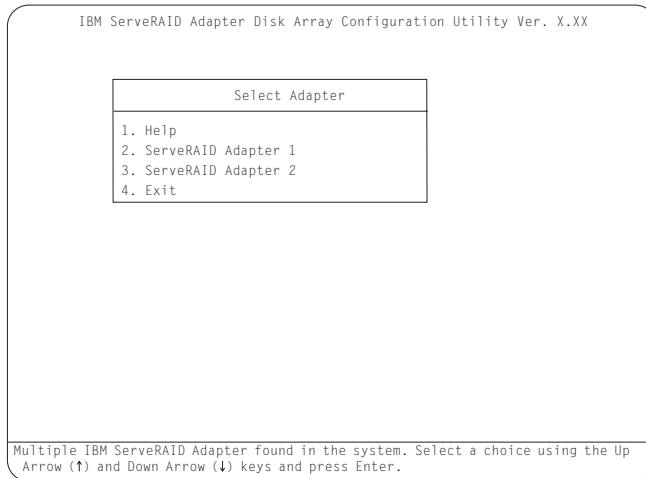 IBM ServeRAID Adapter Disk Array Configuration Utility Ver. X.XX
Select Adapter
1. Help
2. ServeRAID Adapter 1
3. ServeRAID Adapter 2
4. Exit
Multiple IBM ServeRAID Adapter found in the system. Select a choice using the Up
Arrow (↑) and Down Arrow (↓) keys and press Enter.